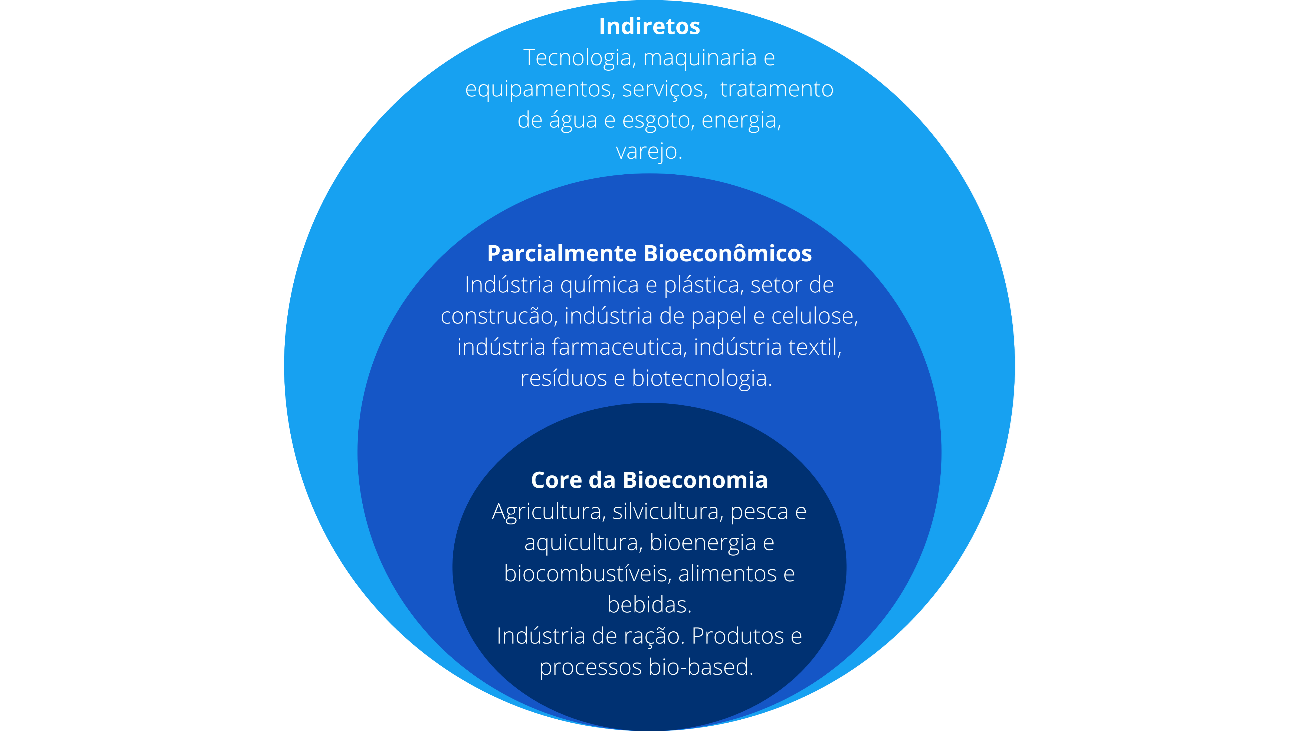 Indiretos
Tecnologia, maquinaria e
equipamentos, serviços, tratamento
de água e esgoto, energia,
varejo.
Parcialmente Bioeconômicos
Indústria química e plástica, setor de
construcão, indústria de papel e celulose,
indústria farmaceutica, indústria textil,
resíduos e biotecnologia.
Core da Bioeconomia
Agricultura, silvicultura, pesca e
aquicultura, bioenergia e
biocombustíveis, alimentos e
bebidas.
Indústria de ração. Produtos e
processos bio-based.